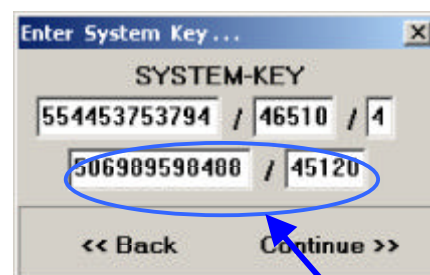 Enter System Key...
SYSTEM-KEY
554453753794 / 46510 / 4
506989598488 / 45120
<< Back Continue >>